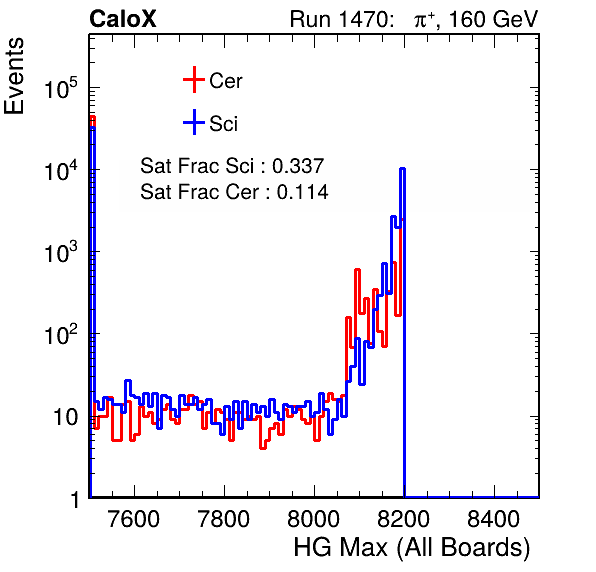 CaloX Run 1470: π⁺, 160 GeV
Events
Cer
Sci
Sat Frac Sci : 0.337
Sat Frac Cer : 0.114
10⁵
10⁴
10³
10²
10
1
7600 7800 8000 8200 8400
HG Max (All Boards)